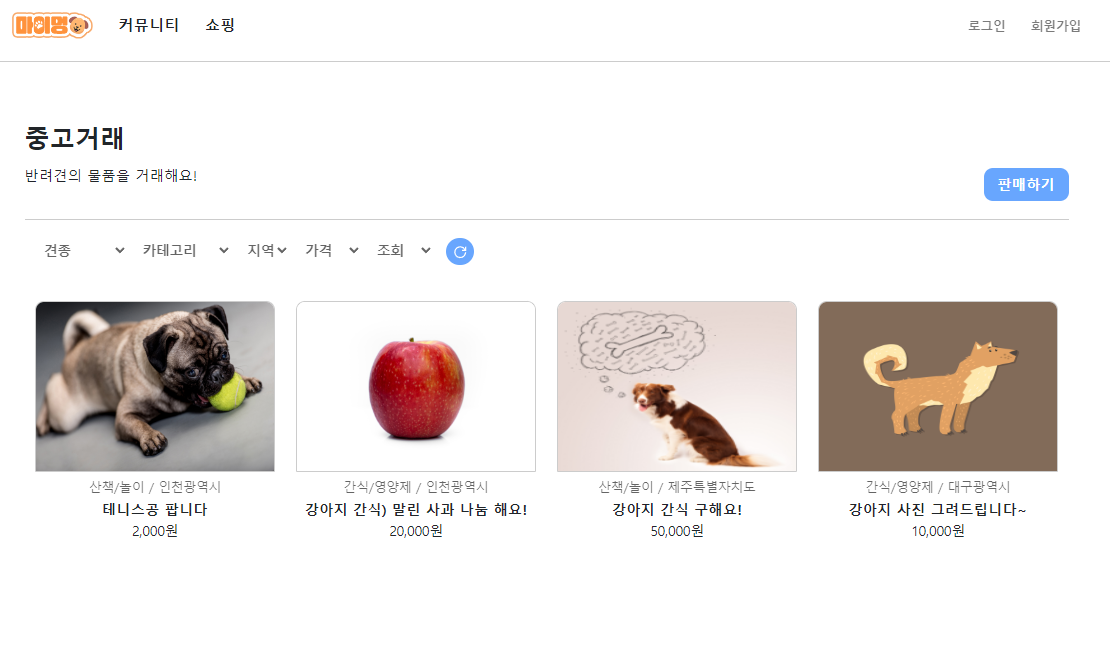 마이멍 커뮤니티 쇼핑 로그인 회원가입
중고거래
반려견의 물품을 거래해요!
판매하기
견종 카테고리 지역 가격 조회
산책/놀이 / 인천광역시
테니스공 팝니다
2,000원
간식/영양제 / 인천광역시
강아지 간식) 말린 사과 나눔 해요!
20,000원
산책/놀이 / 제주특별자치도
강아지 간식 구해요!
50,000원
간식/영양제 / 대구광역시
강아지 사진 그려드립니다~
10,000원